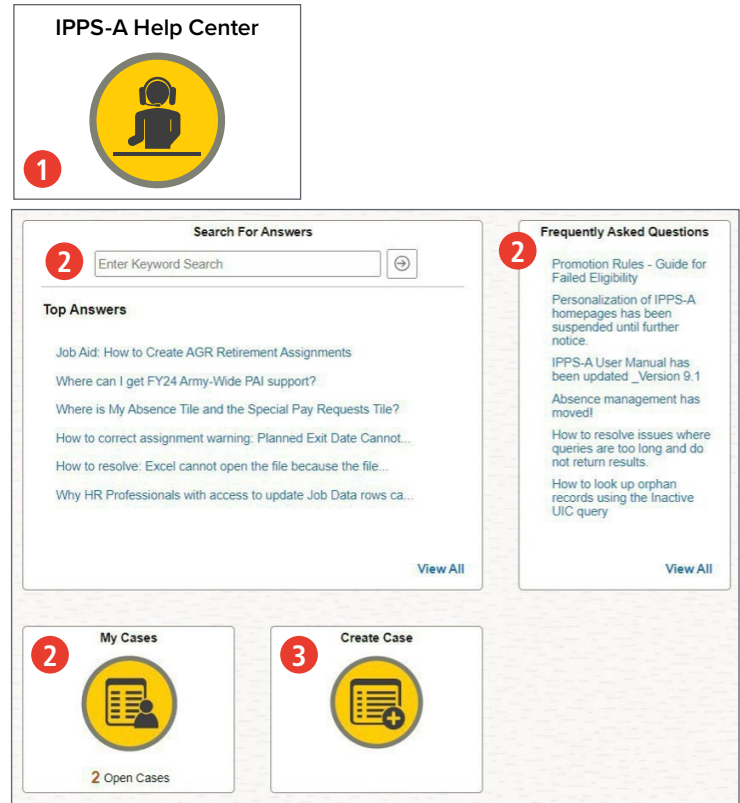 IPPS-A Help Center
1
Search For Answers
2
Enter Keyword Search
Top Answers
Job Aid: How to Create AGR Retirement Assignments
Where can I get FY24 Army-Wide PAI support?
Where is My Absence Tile and the Special Pay Requests Tile?
How to correct assignment warning: Planned Exit Date Cannot...
How to resolve: Excel cannot open the file because the file...
Why HR Professionals with access to update Job Data rows ca...
View All
Frequently Asked Questions
2
Promotion Rules - Guide for
Failed Eligibility
Personalization of IPPS-A
homepages has been
suspended until further
notice.
IPPS-A User Manual has
been updated _Version 9.1
Absence management has
moved!
How to resolve issues where
queries are too long and do
not return results.
How to look up orphan
records using the Inactive
UIC query
View All
My Cases
2
2 Open Cases
Create Case
3